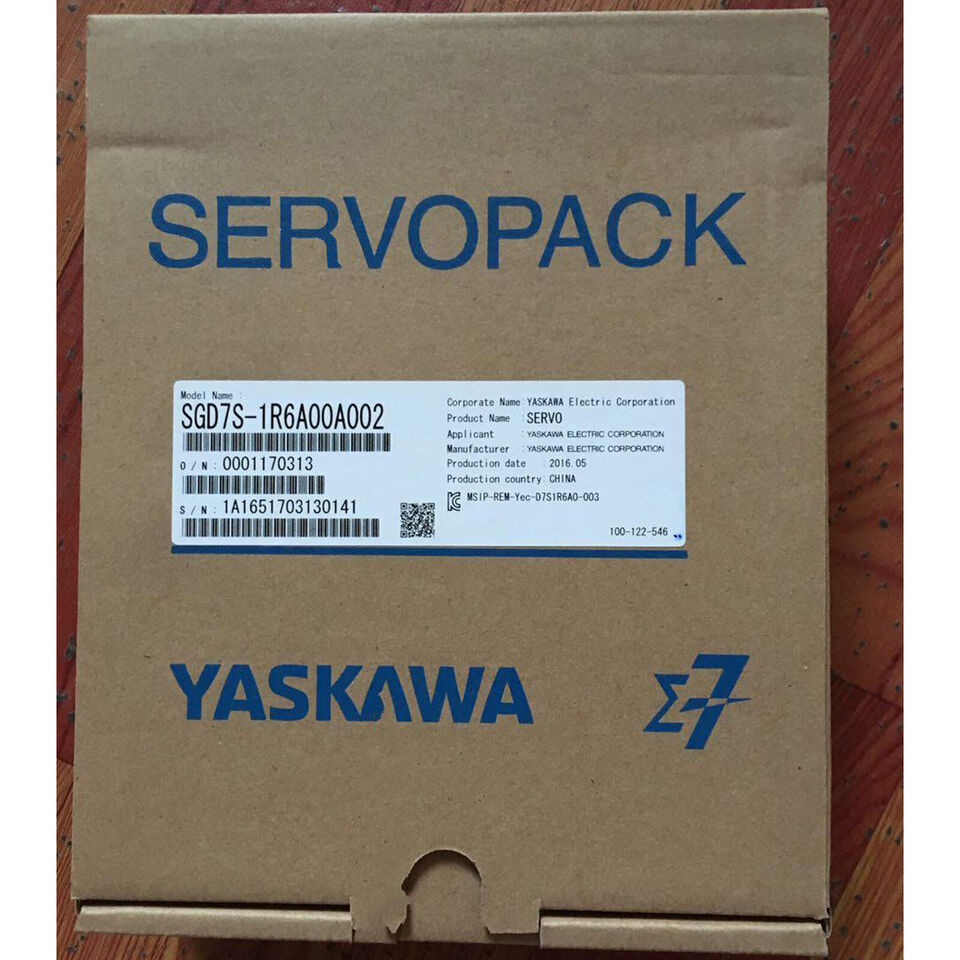 SERVOPACK
Model Name :
SGD7S-1R6A00A002
O / N : 0001170313
S / N : 1A1651703130141
Corporate Name : YASKAWA Electric Corporation
Product Name : SERVO
Applicant : YASKAWA ELECTRIC CORPORATION
Manufacturer : YASKAWA ELECTRIC CORPORATION
Production date : 2016.05
Production country : CHINA
MSIP-REM-Yec-D7S1R6A0-003
100-122-546
YASKAWA
Σ-7